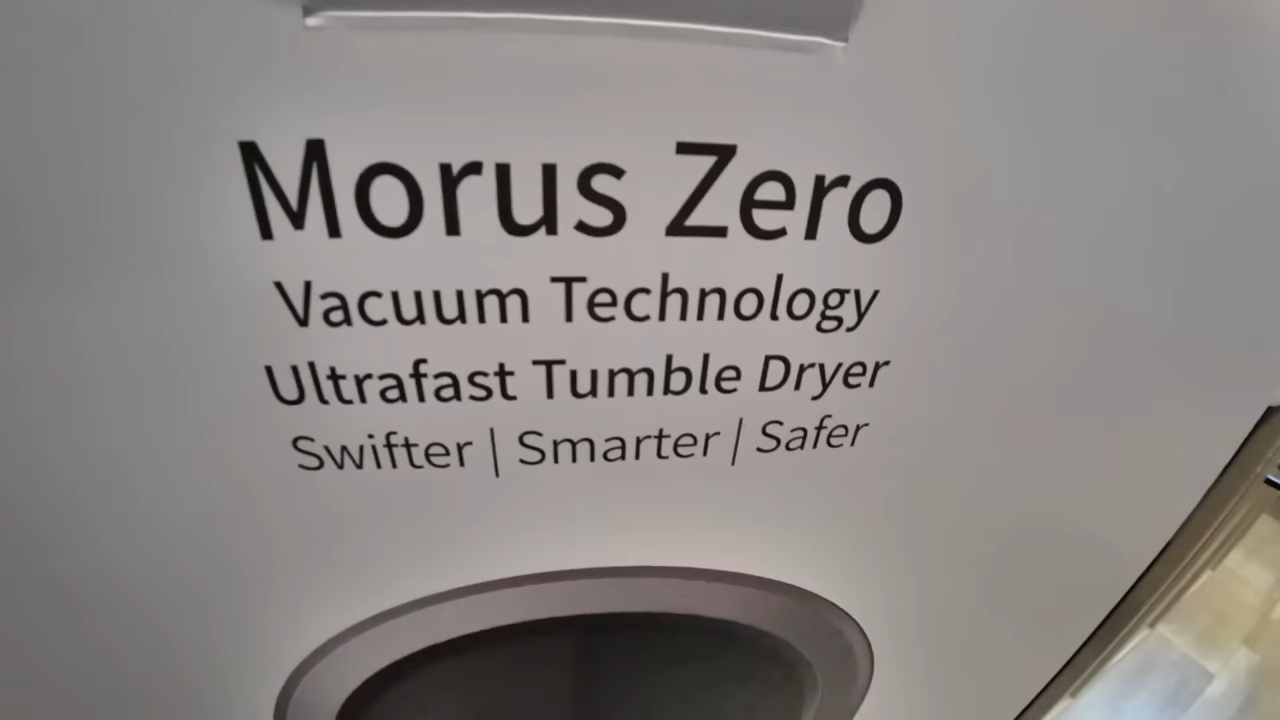 Morus Zero
Vacuum Technology
Ultrafast Tumble Dryer
Swifter | Smarter | Safer